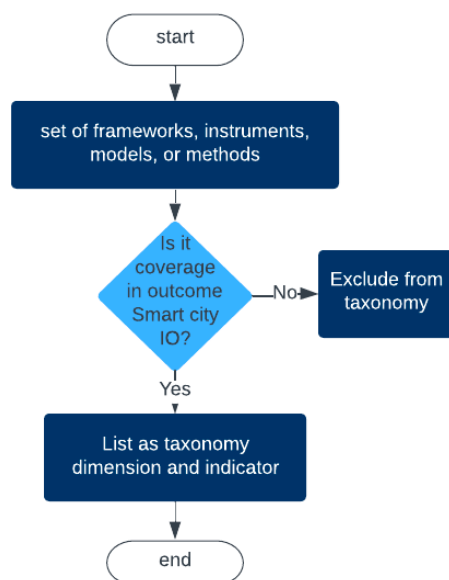 start
set of frameworks, instruments,
models, or methods
Is it
coverage
in outcome
Smart city
IO?
No
Exclude from
taxonomy
Yes
List as taxonomy
dimension and indicator
end